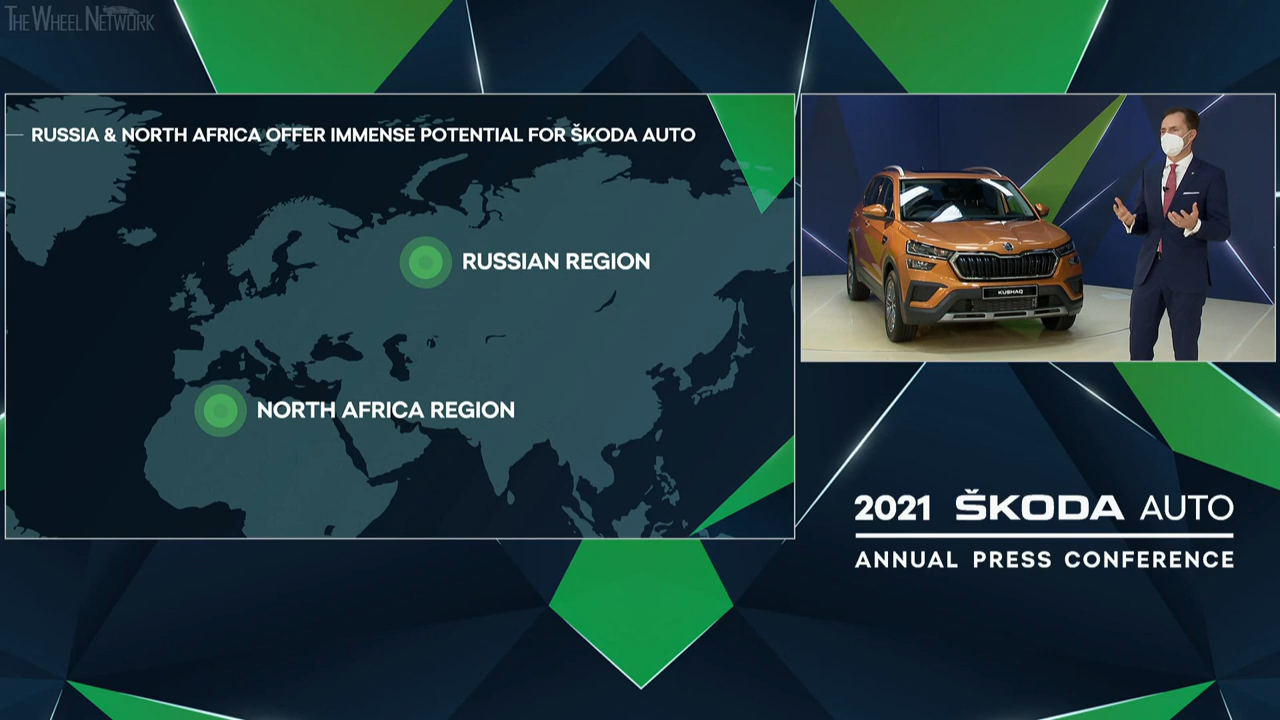 THE WHEEL NETWORK
RUSSIA & NORTH AFRICA OFFER IMMENSE POTENTIAL FOR ŠKODA AUTO
RUSSIAN REGION
NORTH AFRICA REGION
KUSHAQ
2021 ŠKODA AUTO
ANNUAL PRESS CONFERENCE